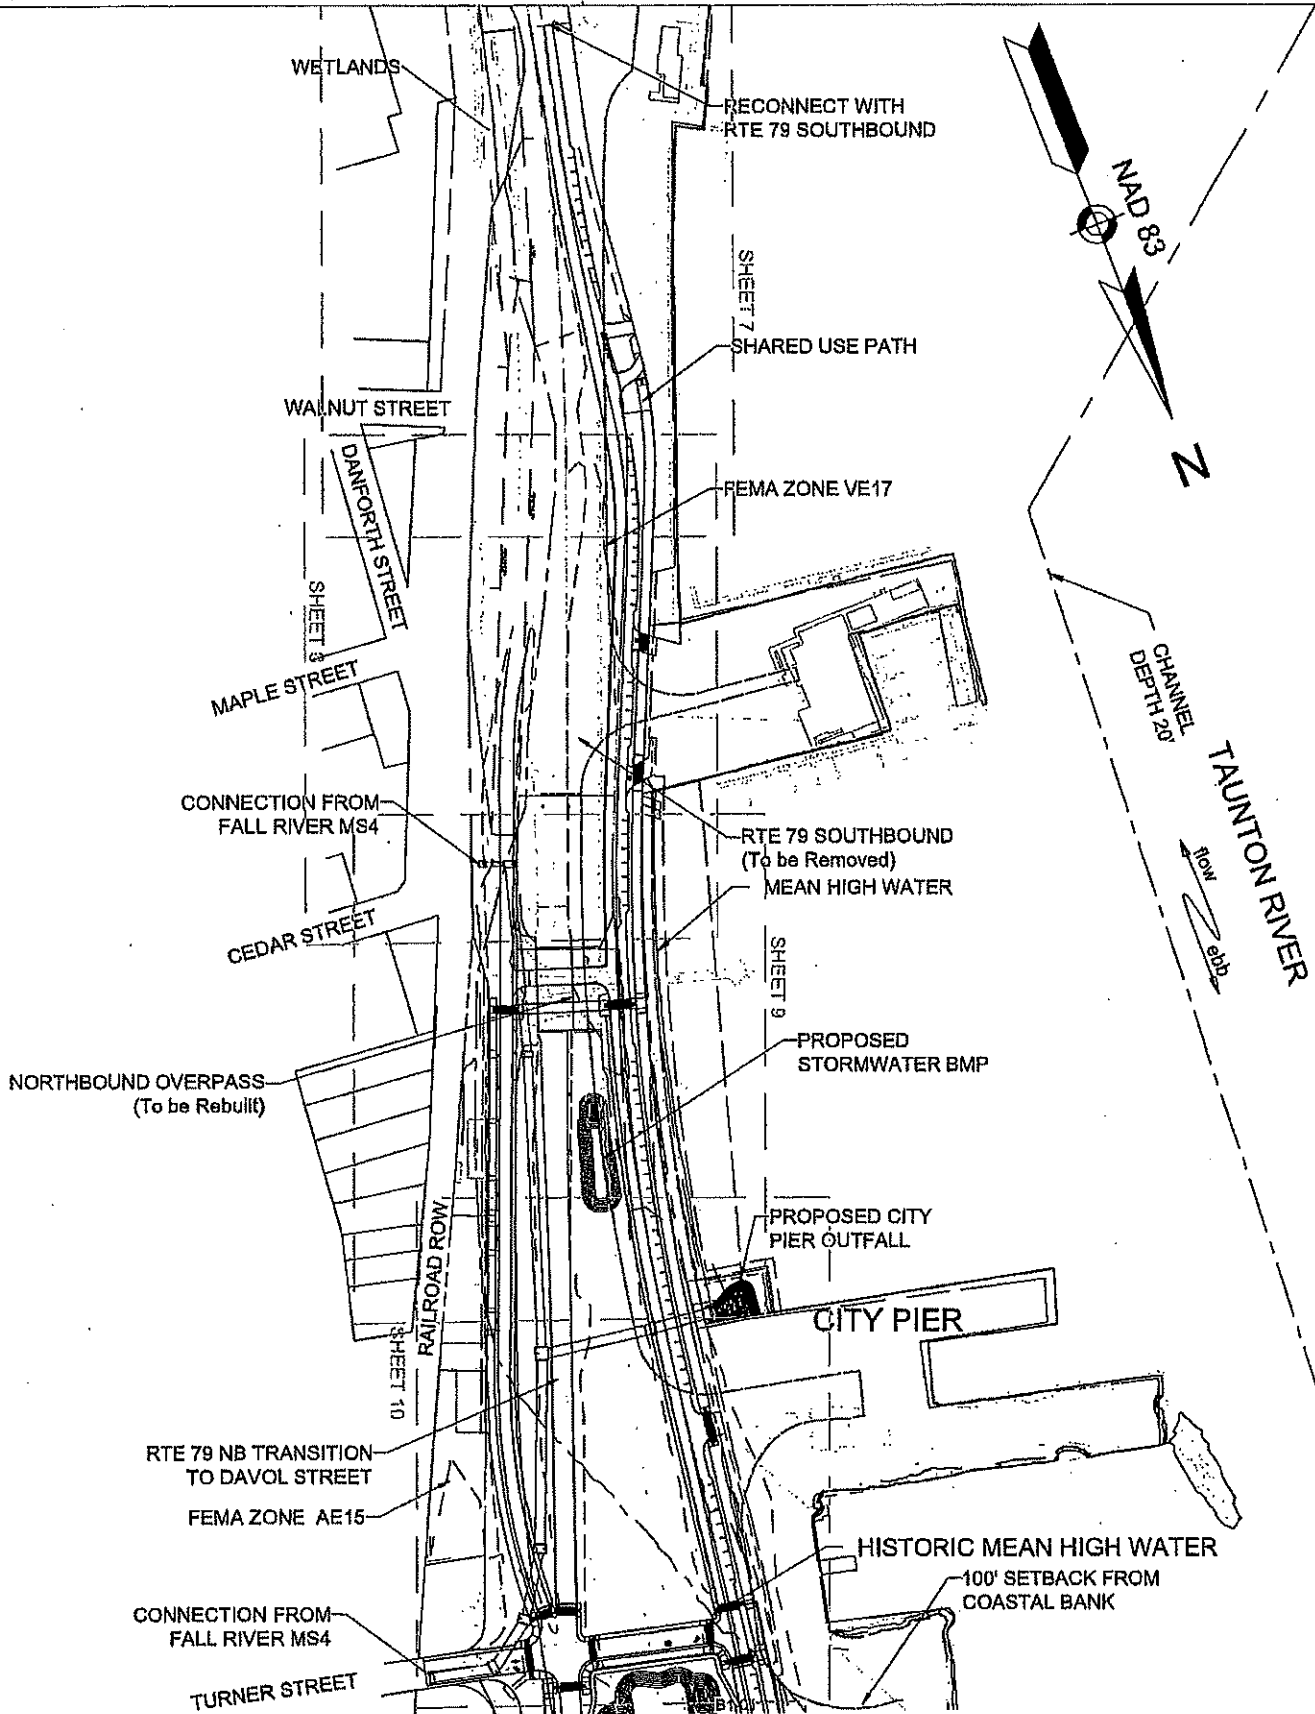 WETLANDS
RECONNECT WITH
RTE 79 SOUTHBOUND
NAD 83
N
SHEET 7
SHARED USE PATH
WALNUT STREET
DANFORTH STREET
FEMA ZONE VE17
SHEET 8
MAPLE STREET
CHANNEL
DEPTH 20'
TAUNTON RIVER
flow
ebb
CONNECTION FROM
FALL RIVER MS4
RTE 79 SOUTHBOUND
(To be Removed)
MEAN HIGH WATER
CEDAR STREET
SHEET 9
NORTHBOUND OVERPASS
(To be Rebuilt)
PROPOSED
STORMWATER BMP
PROPOSED CITY
PIER OUTFALL
RAILROAD ROW
CITY PIER
SHEET 10
RTE 79 NB TRANSITION
TO DAVOL STREET
FEMA ZONE AE15
HISTORIC MEAN HIGH WATER
100' SETBACK FROM
COASTAL BANK
CONNECTION FROM
FALL RIVER MS4
TURNER STREET